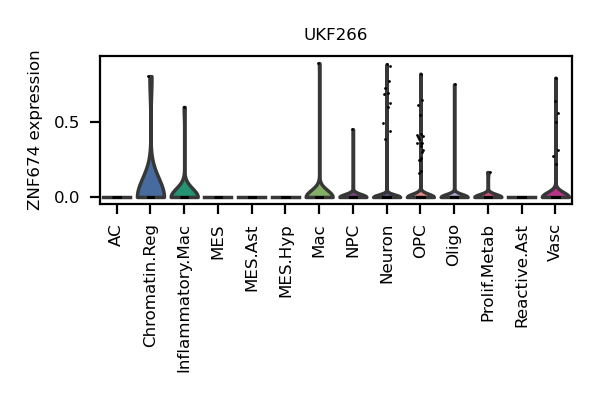 UKF266
ZNF674 expression
0.5
0.0
AC
Chromatin.Reg
Inflammatory.Mac
MES
MES.Ast
MES.Hyp
Mac
NPC
Neuron
OPC
Oligo
Prolif.Metab
Reactive.Ast
Vasc